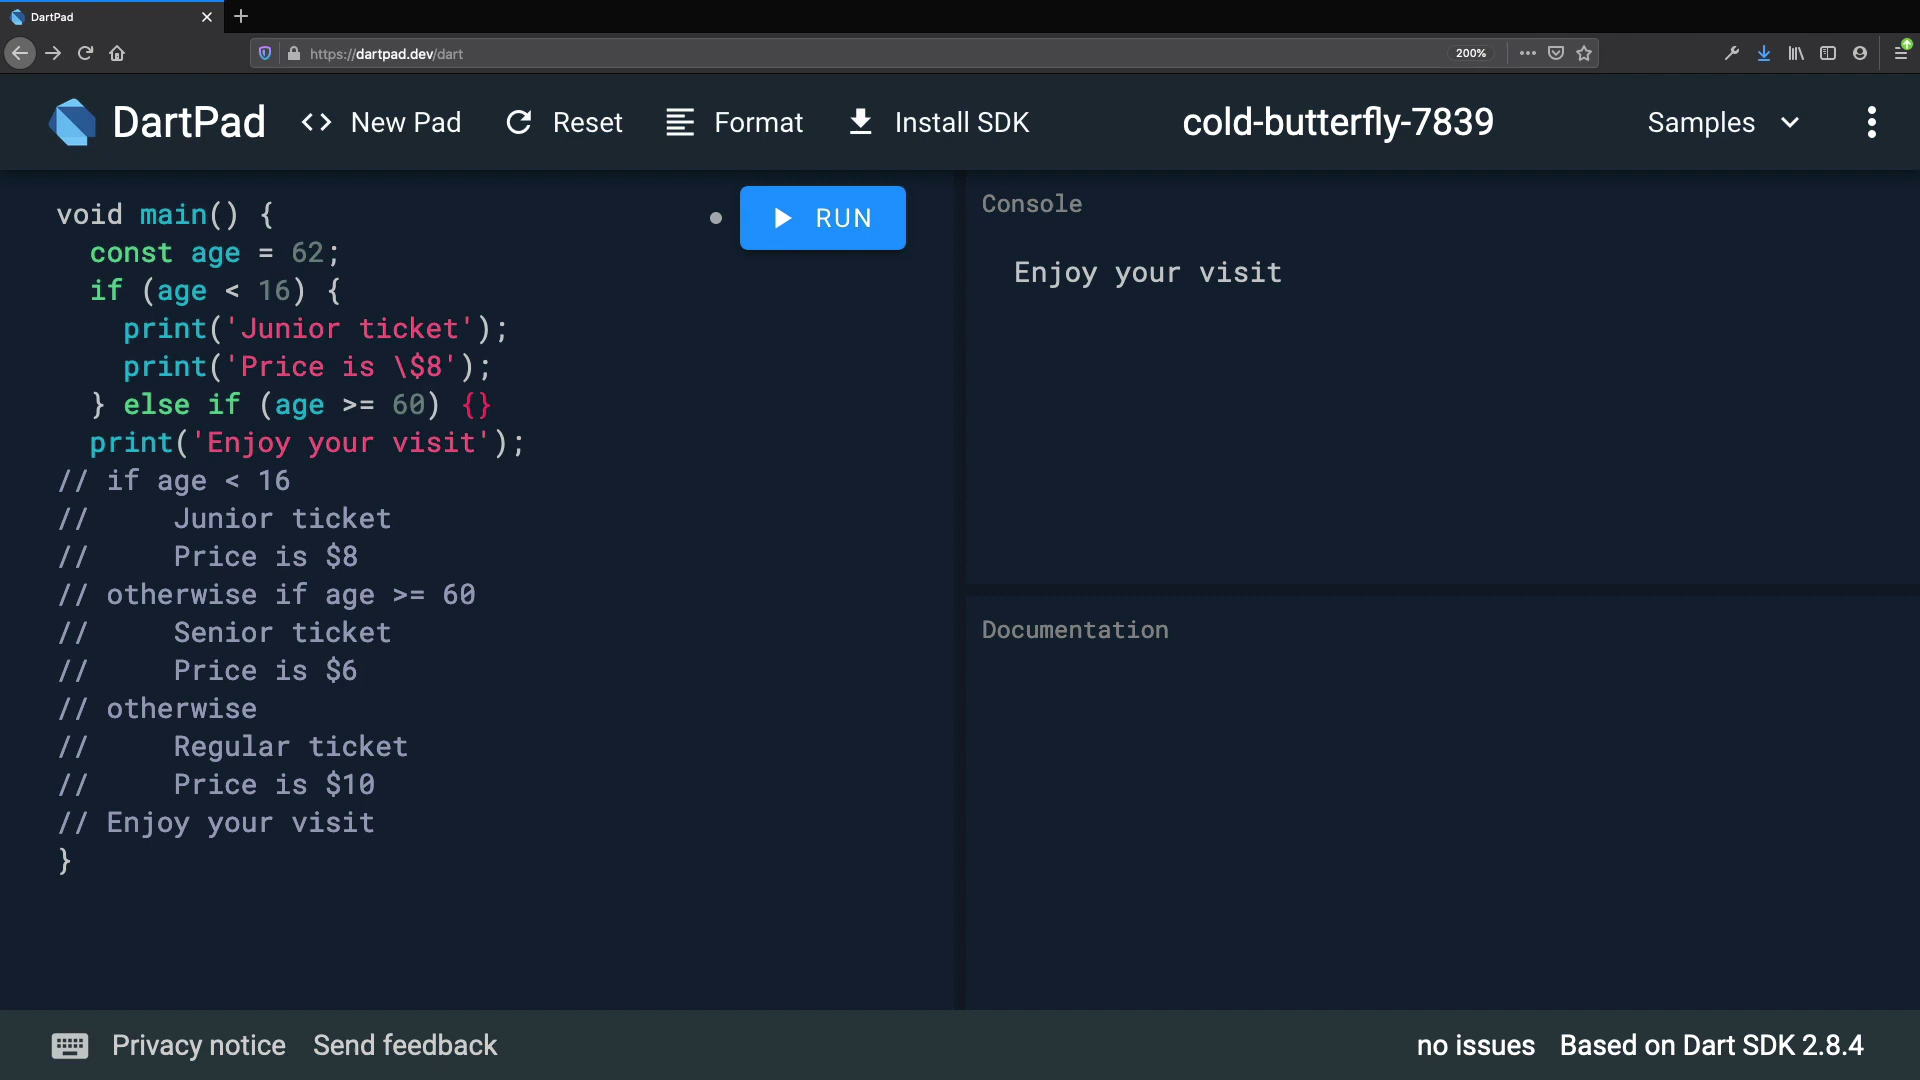 DartPad
https://dartpad.dev/dart
200%
DartPad
New Pad
Reset
Format
Install SDK
cold-butterfly-7839
Samples
void main() {
  const age = 62;
  if (age < 16) {
    print('Junior ticket');
    print('Price is \$8');
  } else if (age >= 60) {}
  print('Enjoy your visit');
// if age < 16
//     Junior ticket
//     Price is $8
// otherwise if age >= 60
//     Senior ticket
//     Price is $6
// otherwise
//     Regular ticket
//     Price is $10
// Enjoy your visit
}
RUN
Console
Enjoy your visit
Documentation
Privacy notice
Send feedback
no issues
Based on Dart SDK 2.8.4